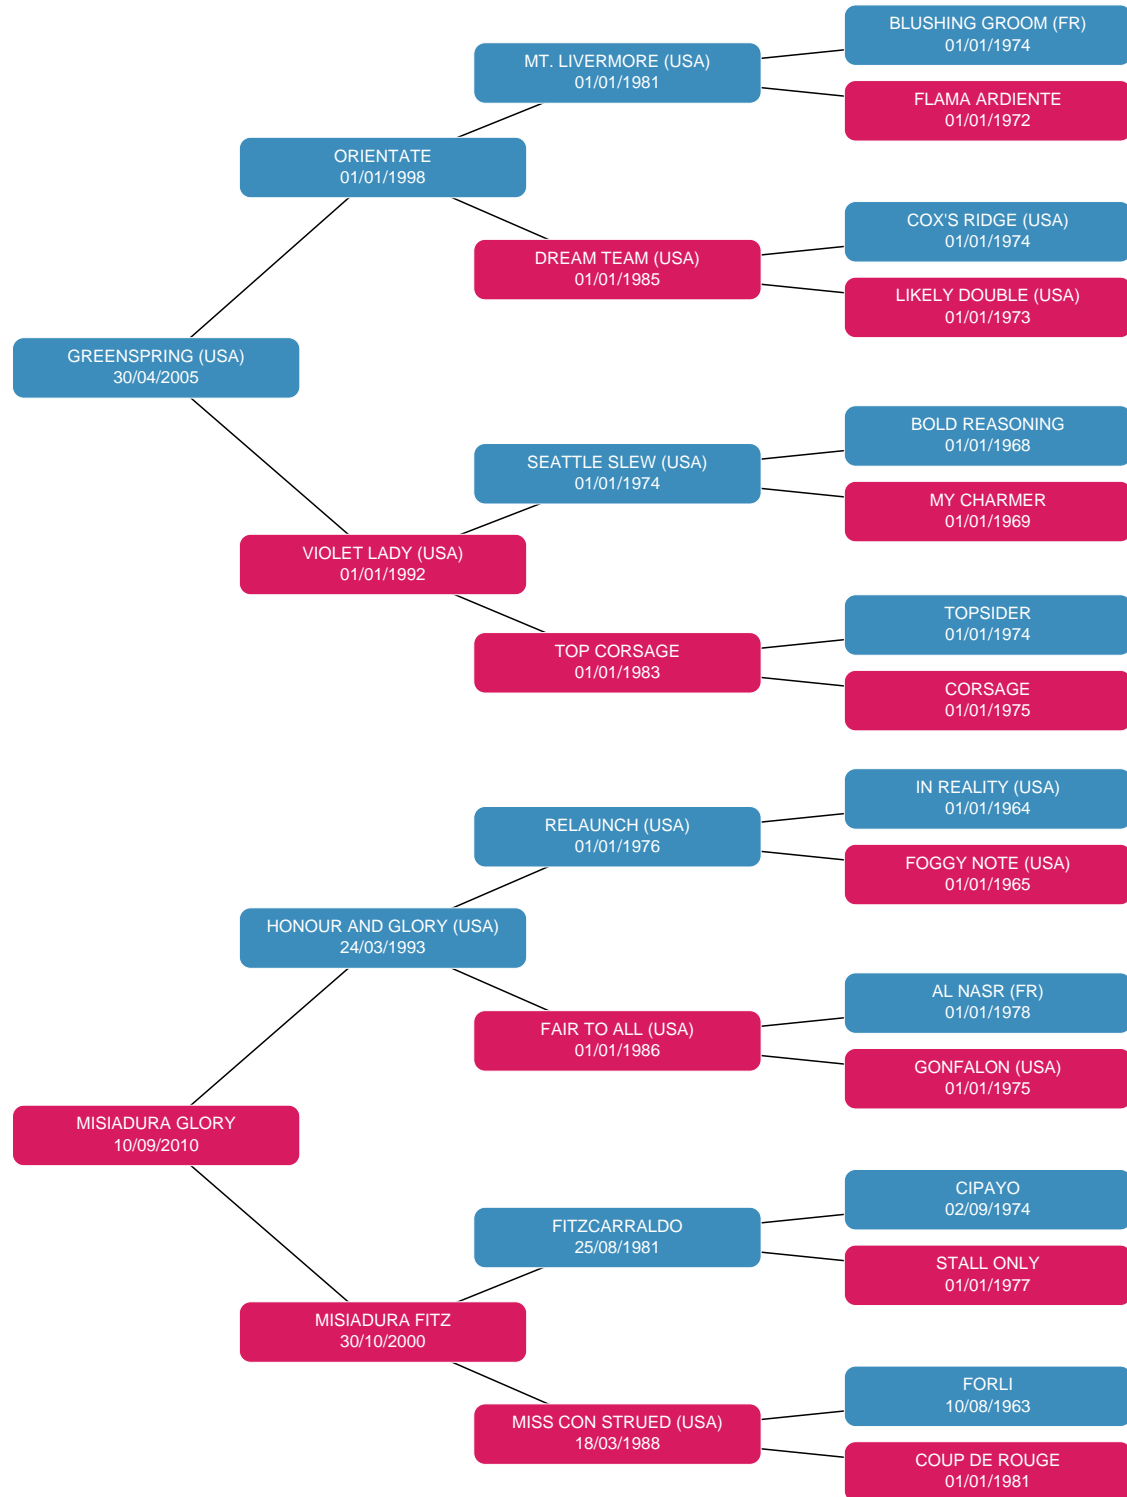 BLUSHING GROOM (FR)
01/01/1974
MT. LIVERMORE (USA)
01/01/1981
FLAMA ARDIENTE
01/01/1972
ORIENTATE
01/01/1998
COX'S RIDGE (USA)
01/01/1974
DREAM TEAM (USA)
01/01/1985
LIKELY DOUBLE (USA)
01/01/1973
GREENSPRING (USA)
30/04/2005
BOLD REASONING
01/01/1968
SEATTLE SLEW (USA)
01/01/1974
MY CHARMER
01/01/1969
VIOLET LADY (USA)
01/01/1992
TOPSIDER
01/01/1974
TOP CORSAGE
01/01/1983
CORSAGE
01/01/1975
IN REALITY (USA)
01/01/1964
RELAUNCH (USA)
01/01/1976
FOGGY NOTE (USA)
01/01/1965
HONOUR AND GLORY (USA)
24/03/1993
AL NASR (FR)
01/01/1978
FAIR TO ALL (USA)
01/01/1986
GONFALON (USA)
01/01/1975
MISIADURA GLORY
10/09/2010
CIPAYO
02/09/1974
FITZCARRALDO
25/08/1981
STALL ONLY
01/01/1977
MISIADURA FITZ
30/10/2000
FORLI
10/08/1963
MISS CON STRUED (USA)
18/03/1988
COUP DE ROUGE
01/01/1981